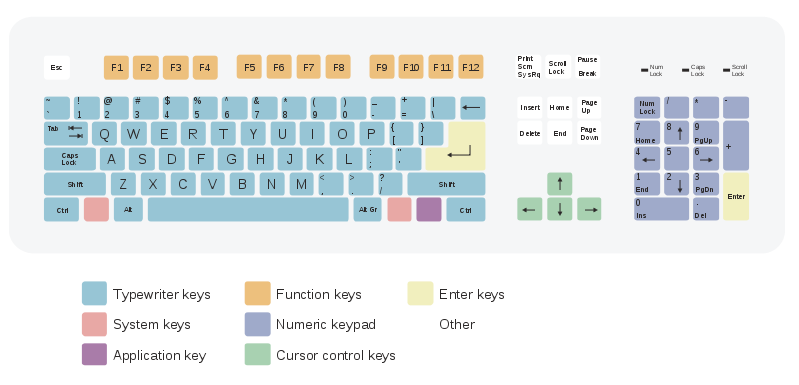 Esc F1 F2 F3 F4 F5 F6 F7 F8 F9 F10 F11 F12
Print Scrn SysRq
Scroll Lock
Pause Break
Num Lock
Caps Lock
Scroll Lock
~ ! @ # $ % ^ & * ( ) _ + |
` 1 2 3 4 5 6 7 8 9 0 - = \
Insert Home Page Up
Num Lock / * -
Tab Q W E R T Y U I O P { [ } ]
Delete End Page Down
7 Home 8 9 PgUp +
Caps Lock A S D F G H J K L : ; " '
4 5 6
Shift Z X C V B N M < , > . ? / Shift
1 End 2 3 PgDn Enter
Ctrl Alt Alt Gr Ctrl
0 Ins . Del
Typewriter keys
Function keys
Enter keys
System keys
Numeric keypad
Other
Application key
Cursor control keys